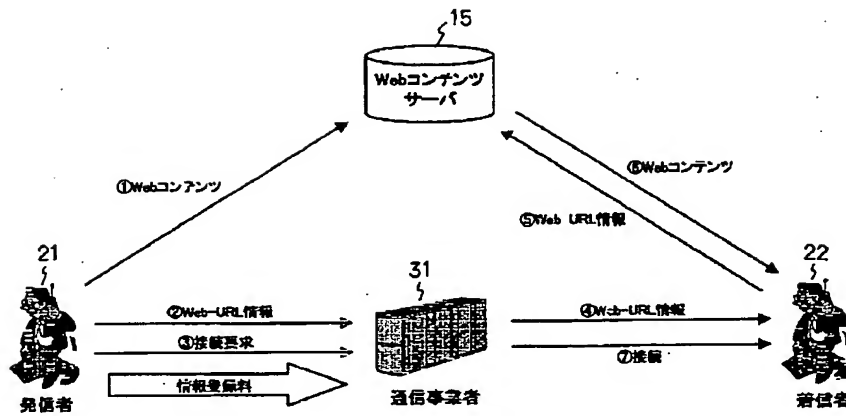 15
Webコンテンツ
サーバ
①Webコンテンツ
⑥Webコンテンツ
⑤Web URL情報
21
31
22
②Web-URL情報
④Web-URL情報
③接続要求
⑦接続
情報登録料
発信者
通信事業者
着信者